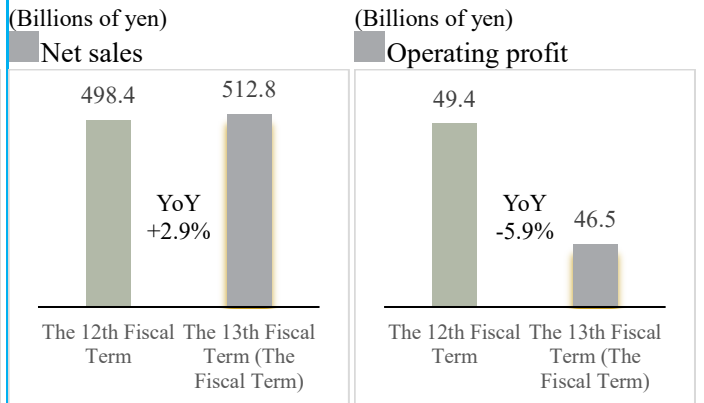 (Billions of yen)
Net sales
498.4
512.8
YoY
+2.9%
The 12th Fiscal
Term
The 13th Fiscal
Term (The
Fiscal Term)
(Billions of yen)
Operating profit
49.4
YoY
-5.9%
46.5
The 12th Fiscal
Term
The 13th Fiscal
Term (The
Fiscal Term)